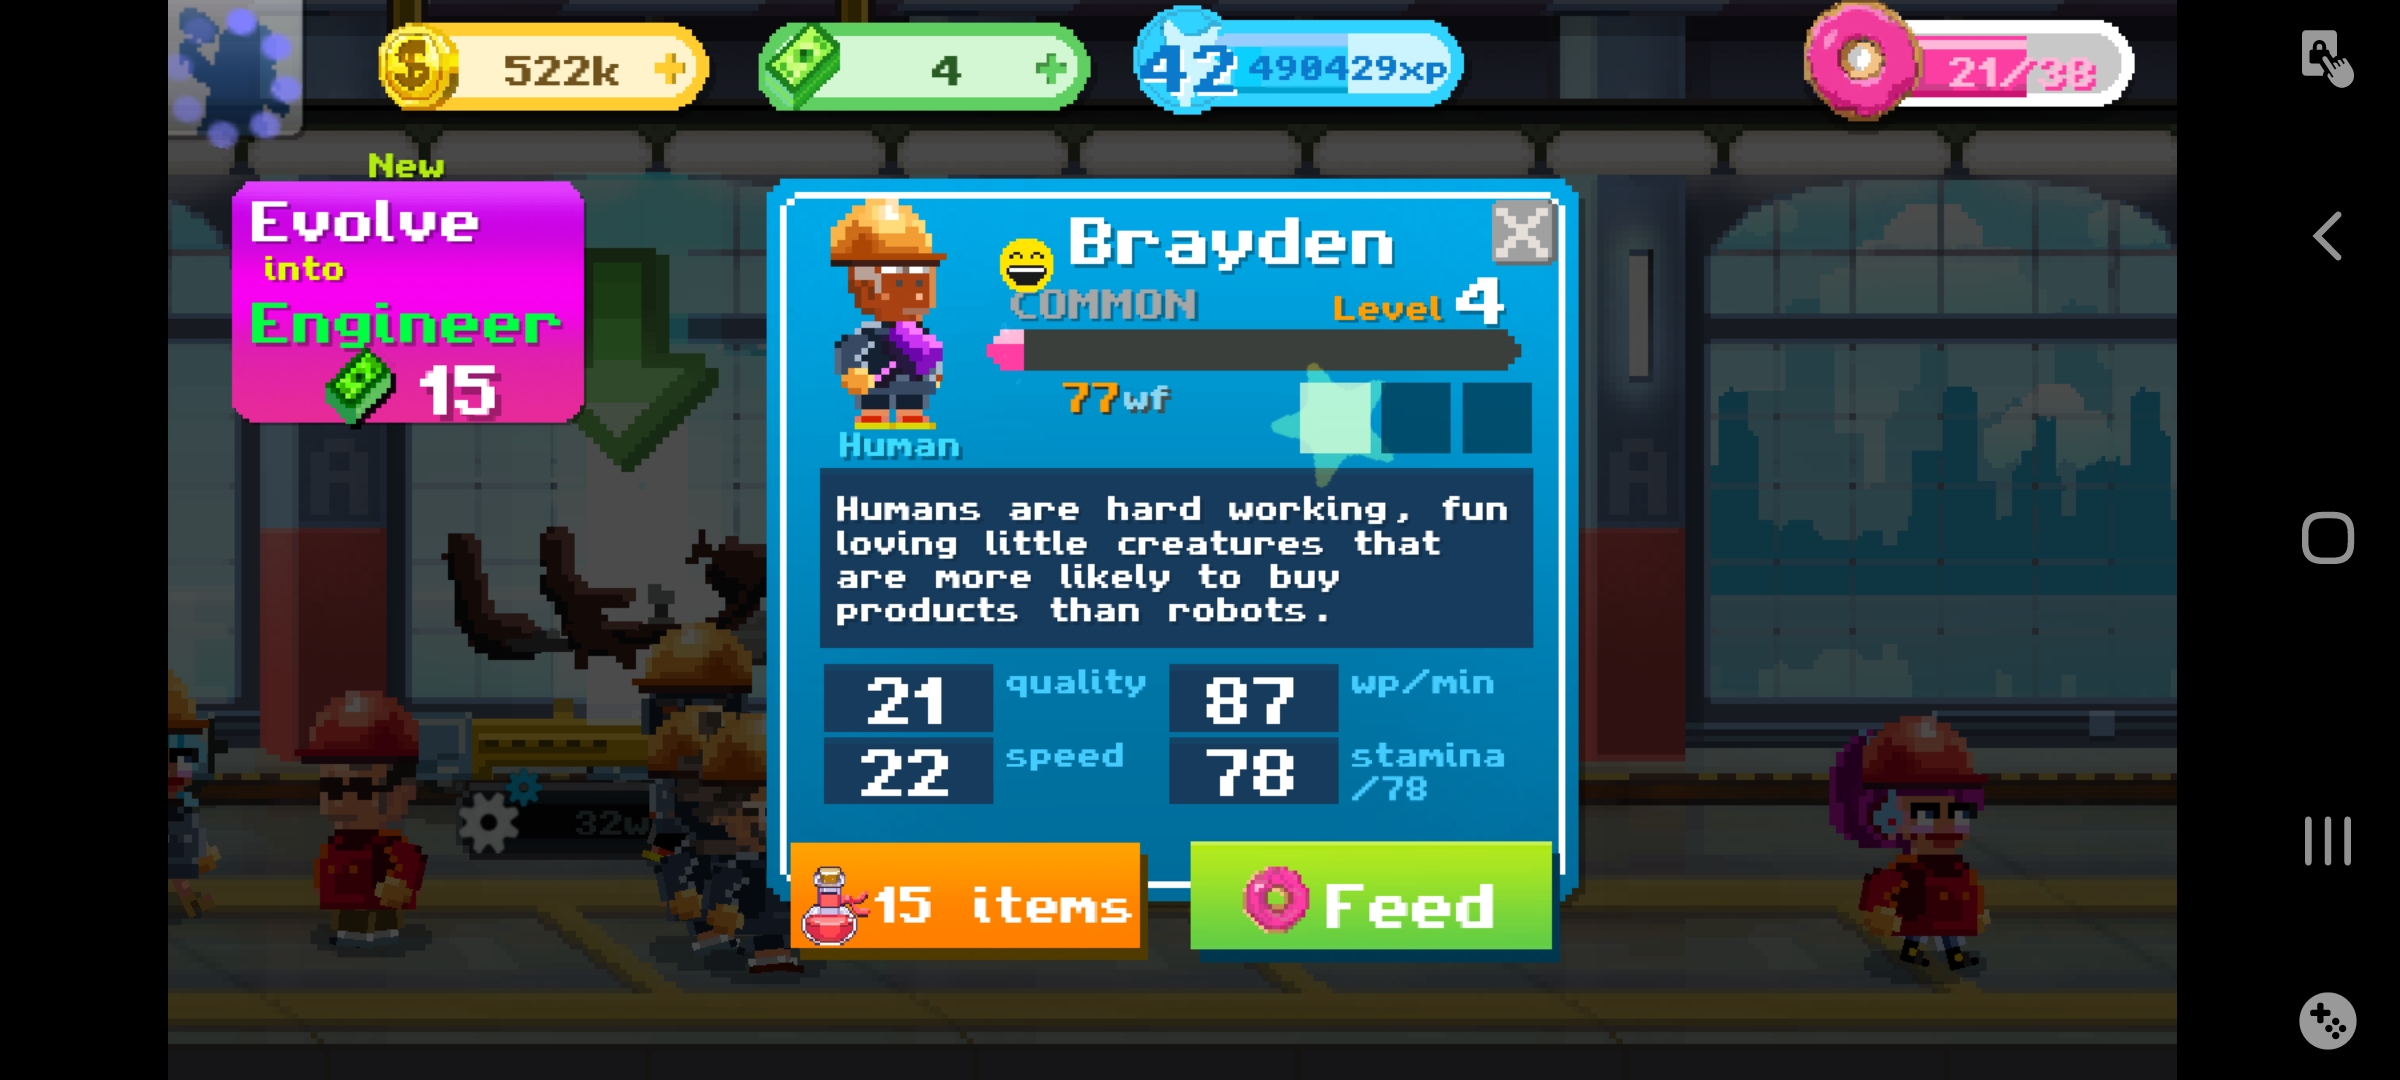 522k
4
42 490429xp
21/30
New
Evolve
into
Engineer
15
Brayden
COMMON Level 4
77wf
Human
Humans are hard working, fun
loving little creatures that
are more likely to buy
products than robots.
21 quality 87 wp/min
22 speed 78 stamina
/78
15 items
Feed
A
A